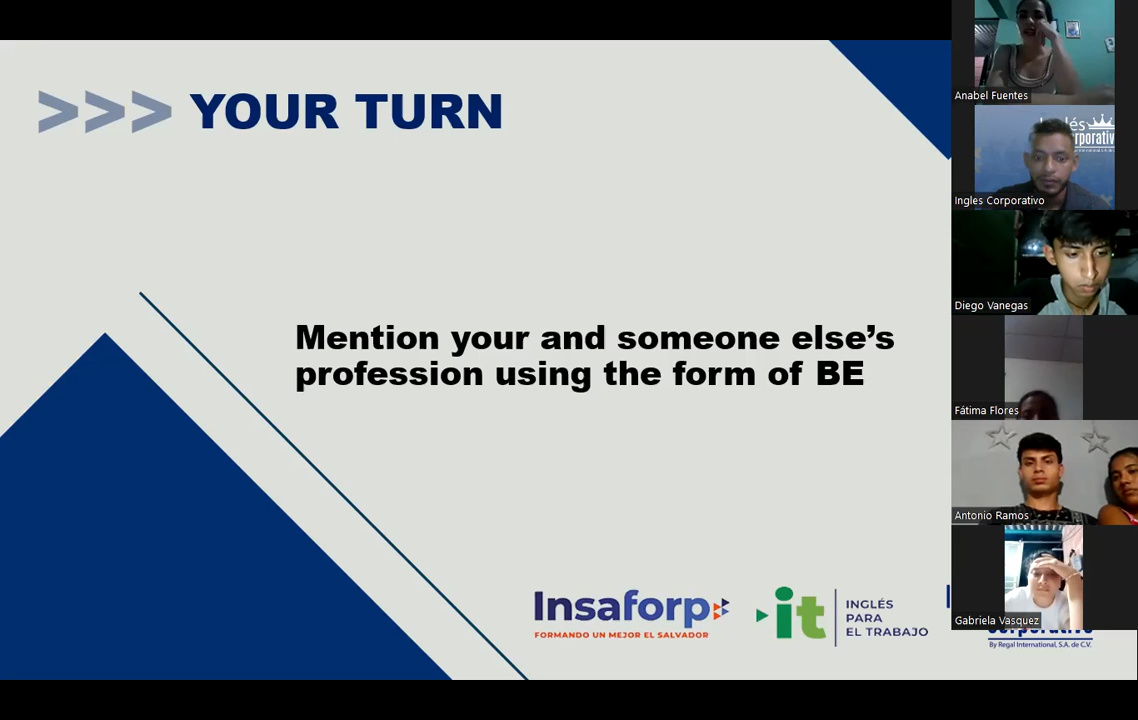 >>> YOUR TURN
Mention your and someone else's
profession using the form of BE
Insaforp
FORMANDO UN MEJOR EL SALVADOR
it
INGLÉS
PARA
EL TRABAJO
By Regal International, S.A. de C.V.
Anabel Fuentes
Ingles Corporativo
Diego Vanegas
Fátima Flores
Antonio Ramos
Gabriela Vasquez